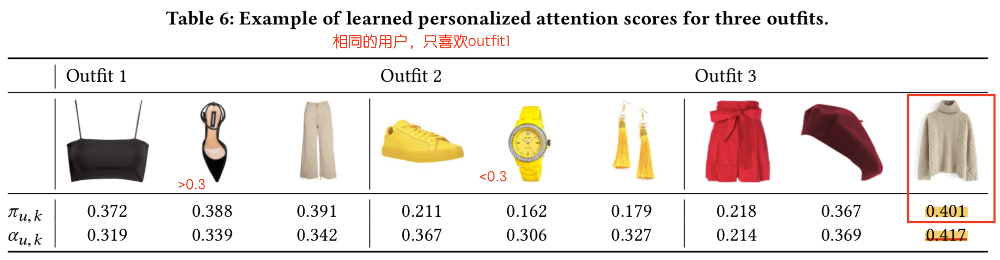 Table 6: Example of learned personalized attention scores for three outfits.
相同的用户，只喜欢outfit1
Outfit 1 Outfit 2 Outfit 3
>0.3 <0.3
πu,k 0.372 0.388 0.391 0.211 0.162 0.179 0.218 0.367 0.401
αu,k 0.319 0.339 0.342 0.367 0.306 0.327 0.214 0.369 0.417